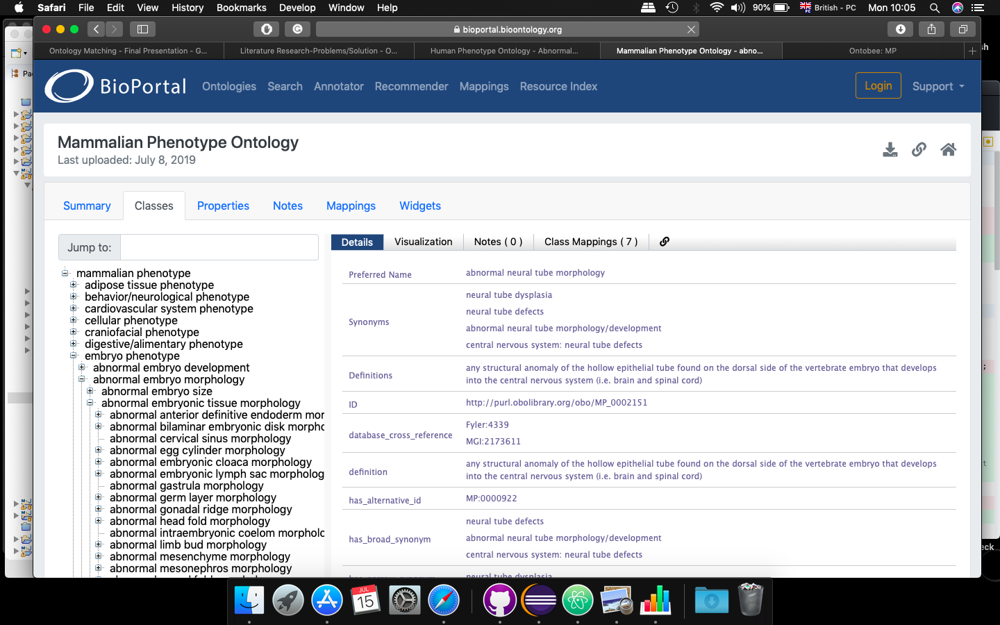 Safari File Edit View History Bookmarks Develop Window Help 90% British - PC Mon 10:05
bioportal.bioontology.org
Ontology Matching - Final Presentation - G... Literature Research-Problems/Solution - O... Human Phenotype Ontology - Abnormal... Mammalian Phenotype Ontology - abno... Ontobee: MP
BioPortal Ontologies Search Annotator Recommender Mappings Resource Index Login Support
Mammalian Phenotype Ontology
Last uploaded: July 8, 2019
Summary Classes Properties Notes Mappings Widgets
Jump to:
mammalian phenotype
adipose tissue phenotype
behavior/neurological phenotype
cardiovascular system phenotype
cellular phenotype
craniofacial phenotype
digestive/alimentary phenotype
embryo phenotype
abnormal embryo development
abnormal embryo morphology
abnormal embryo size
abnormal embryonic tissue morphology
abnormal anterior definitive endoderm mor
abnormal bilaminar embryonic disk morpho
abnormal cervical sinus morphology
abnormal egg cylinder morphology
abnormal embryonic cloaca morphology
abnormal embryonic lymph sac morpholog
abnormal gastrula morphology
abnormal germ layer morphology
abnormal gonadal ridge morphology
abnormal head fold morphology
abnormal intraembryonic coelom morpholo
abnormal limb bud morphology
abnormal mesenchyme morphology
abnormal mesonephros morphology
Details Visualization Notes ( 0 ) Class Mappings ( 7 )
Preferred Name abnormal neural tube morphology
Synonyms
neural tube dysplasia
neural tube defects
abnormal neural tube morphology/development
central nervous system: neural tube defects
Definitions
any structural anomaly of the hollow epithelial tube found on the dorsal side of the vertebrate embryo that develops
into the central nervous system (i.e. brain and spinal cord)
ID http://purl.obolibrary.org/obo/MP_0002151
database_cross_reference
Fyler:4339
MGI:2173611
definition
any structural anomaly of the hollow epithelial tube found on the dorsal side of the vertebrate embryo that develops
into the central nervous system (i.e. brain and spinal cord)
has_alternative_id MP:0000922
has_broad_synonym
neural tube defects
abnormal neural tube morphology/development
central nervous system: neural tube defects
neural tube dysplasia
JUL
15